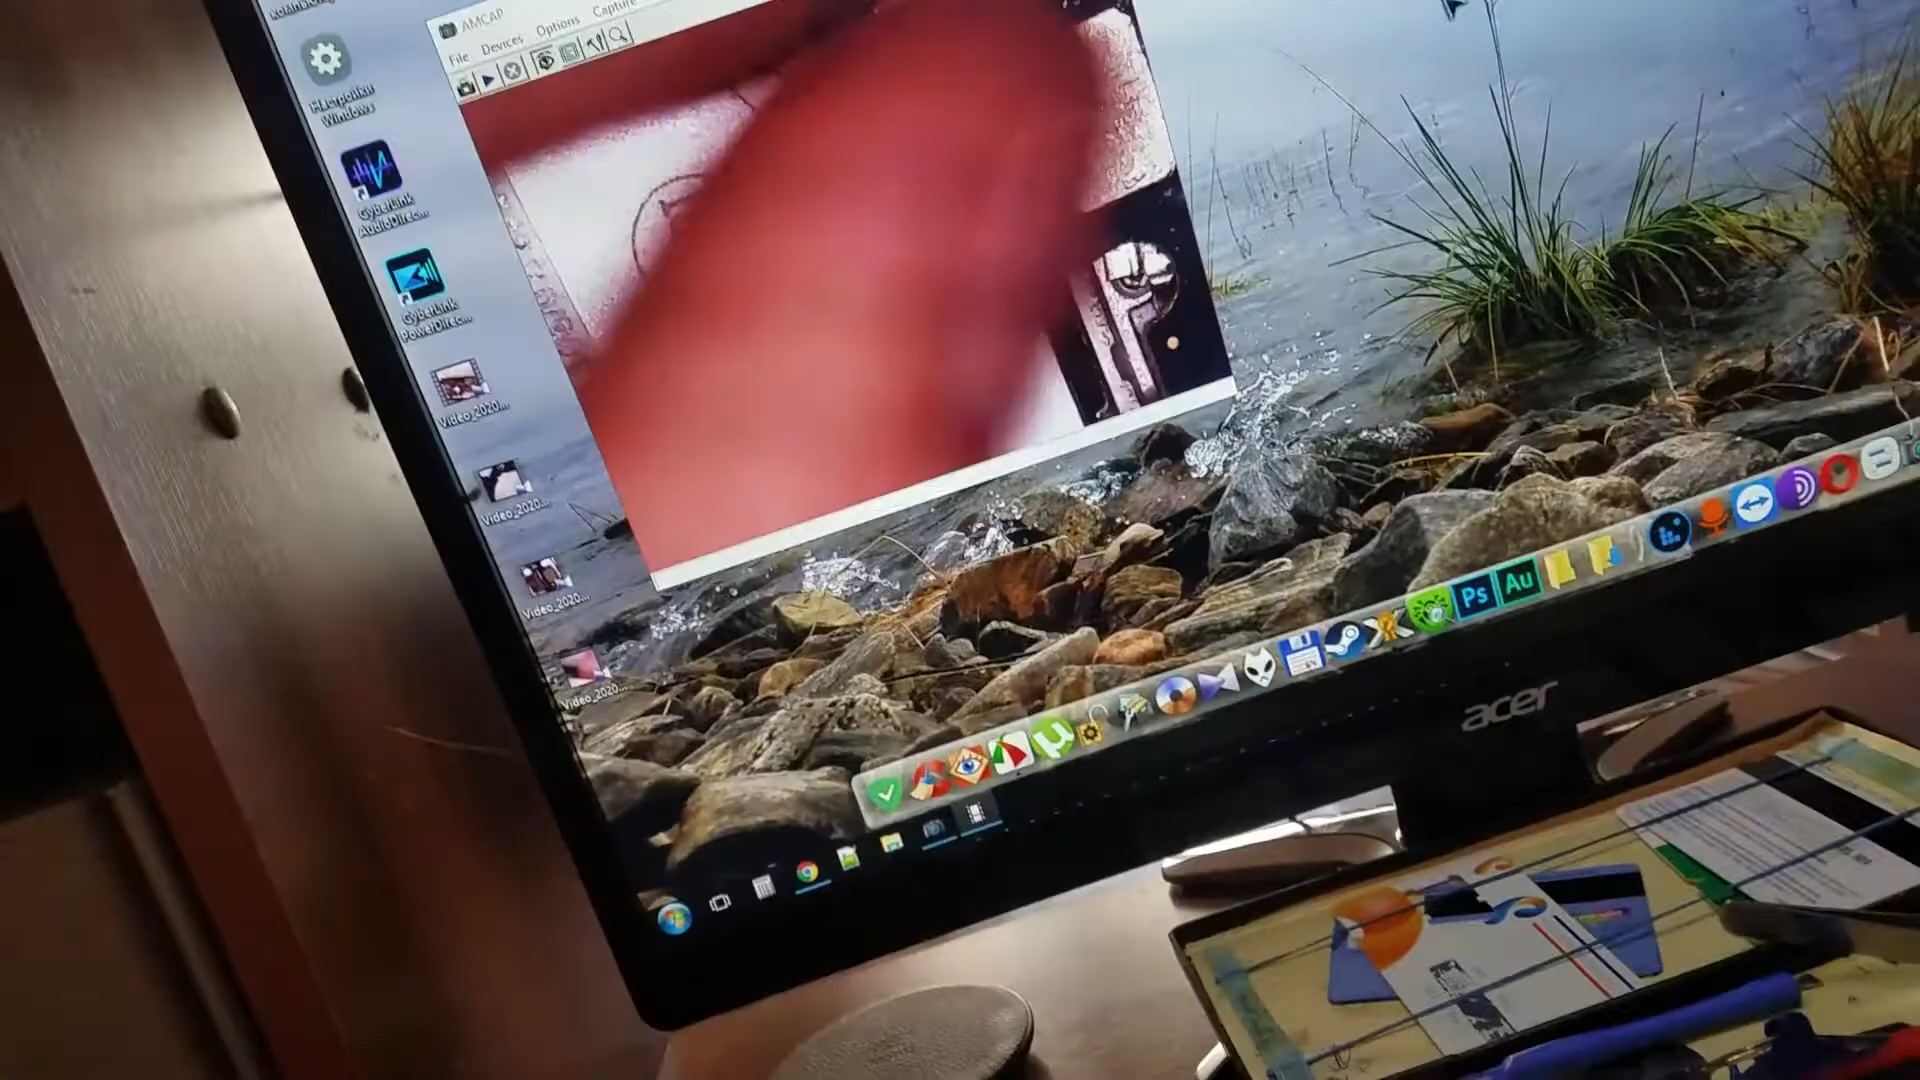 AMCAP
File Devices Options Capture
Настройки
Windows
CyberLink
AudioDirec...
CyberLink
PowerDirec...
Video_2020...
Video_2020...
Video_2020...
Video_2020...
Ps
Au
acer